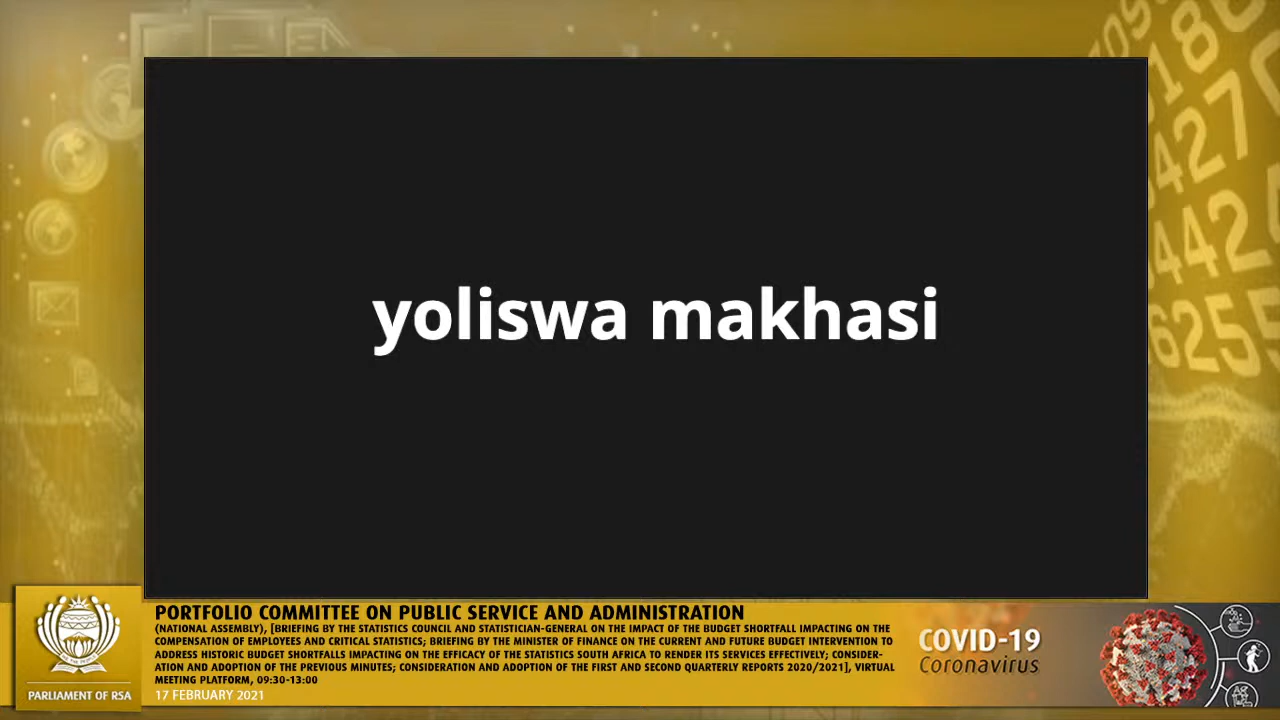 yoliswa makhasi
PORTFOLIO COMMITTEE ON PUBLIC SERVICE AND ADMINISTRATION
(NATIONAL ASSEMBLY), [BRIEFING BY THE STATISTICS COUNCIL AND STATISTICIAN-GENERAL ON THE IMPACT OF THE BUDGET SHORTFALL IMPACTING ON THE
COMPENSATION OF EMPLOYEES AND CRITICAL STATISTICS; BRIEFING BY THE MINISTER OF FINANCE ON THE CURRENT AND FUTURE BUDGET INTERVENTION TO
ADDRESS HISTORIC BUDGET SHORTFALLS IMPACTING ON THE EFFICACY OF THE STATISTICS SOUTH AFRICA TO RENDER ITS SERVICES EFFECTIVELY; CONSIDER-
ATION AND ADOPTION OF THE PREVIOUS MINUTES; CONSIDERATION AND ADOPTION OF THE FIRST AND SECOND QUARTERLY REPORTS 2020/2021], VIRTUAL
MEETING PLATFORM, 09:30-13:00
17 FEBRUARY 2021
PARLIAMENT OF RSA
COVID-19
Coronavirus